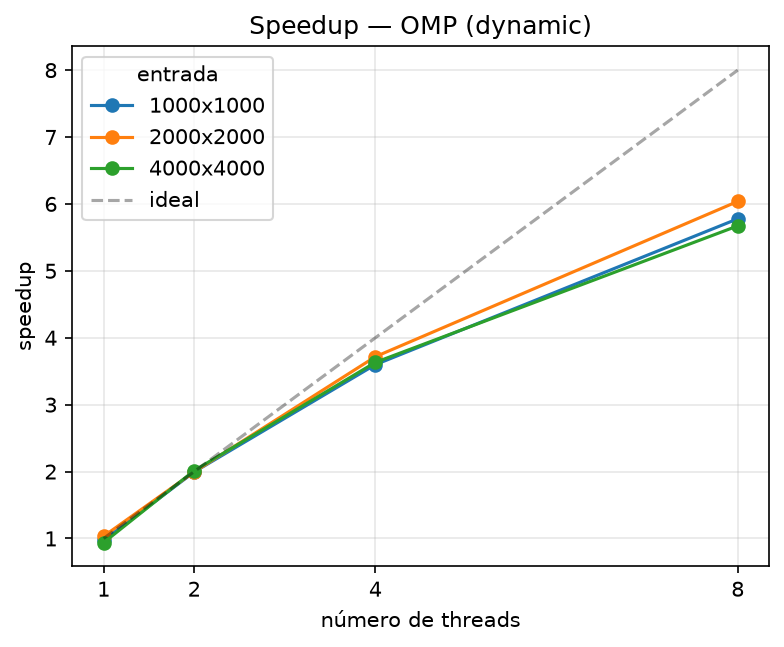 Speedup — OMP (dynamic)
entrada
1000x1000
2000x2000
4000x4000
ideal
8
7
6
5
4
3
2
1
speedup
1 2 4 8
número de threads